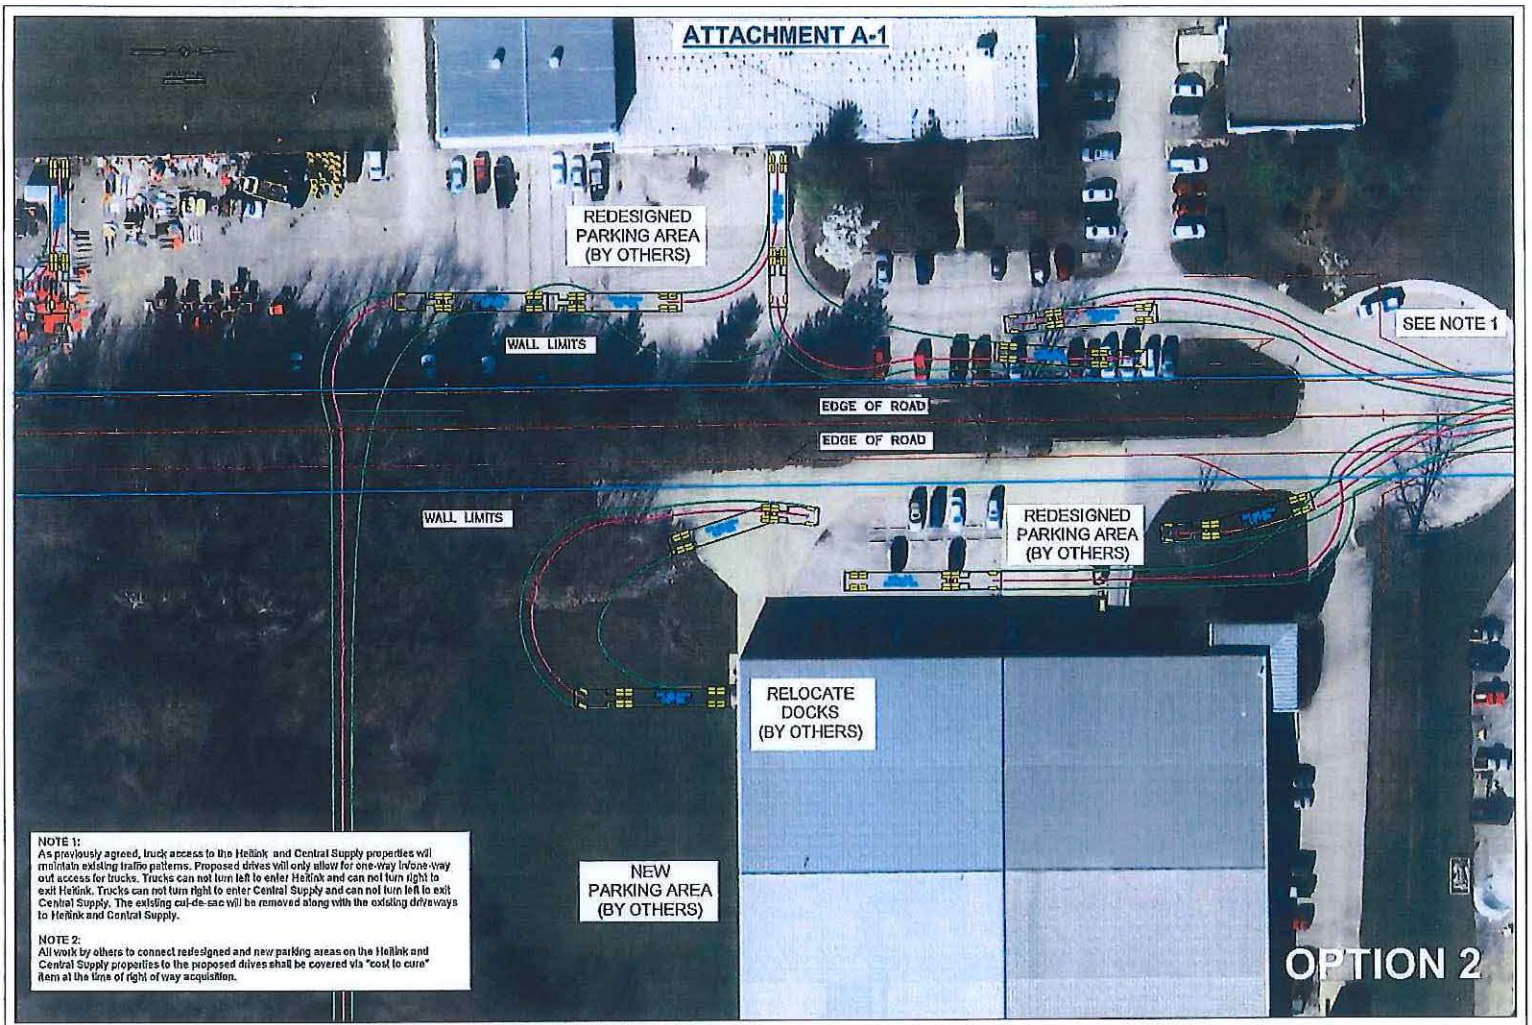 ATTACHMENT A-1
REDESIGNED
PARKING AREA
(BY OTHERS)
SEE NOTE 1
WALL LIMITS
EDGE OF ROAD
EDGE OF ROAD
WALL LIMITS
REDESIGNED
PARKING AREA
(BY OTHERS)
RELOCATE
DOCKS
(BY OTHERS)
NEW
PARKING AREA
(BY OTHERS)
NOTE 1:
As previously agreed, truck access to the Heitink and Central Supply properties will
maintain existing traffic patterns. Proposed drives will only allow for one-way in/one-way
out access for trucks. Trucks can not turn left to enter Heitink and can not turn right to
exit Heitink. Trucks can not turn right to enter Central Supply and can not turn left to exit
Central Supply. The existing cul-de-sac will be removed along with the existing driveways
to Heitink and Central Supply.
NOTE 2:
All work by others to connect redesigned and new parking areas on the Heitink and
Central Supply properties to the proposed drives shall be covered via "cost to cure"
item at the time of right of way acquisition.
OPTION 2